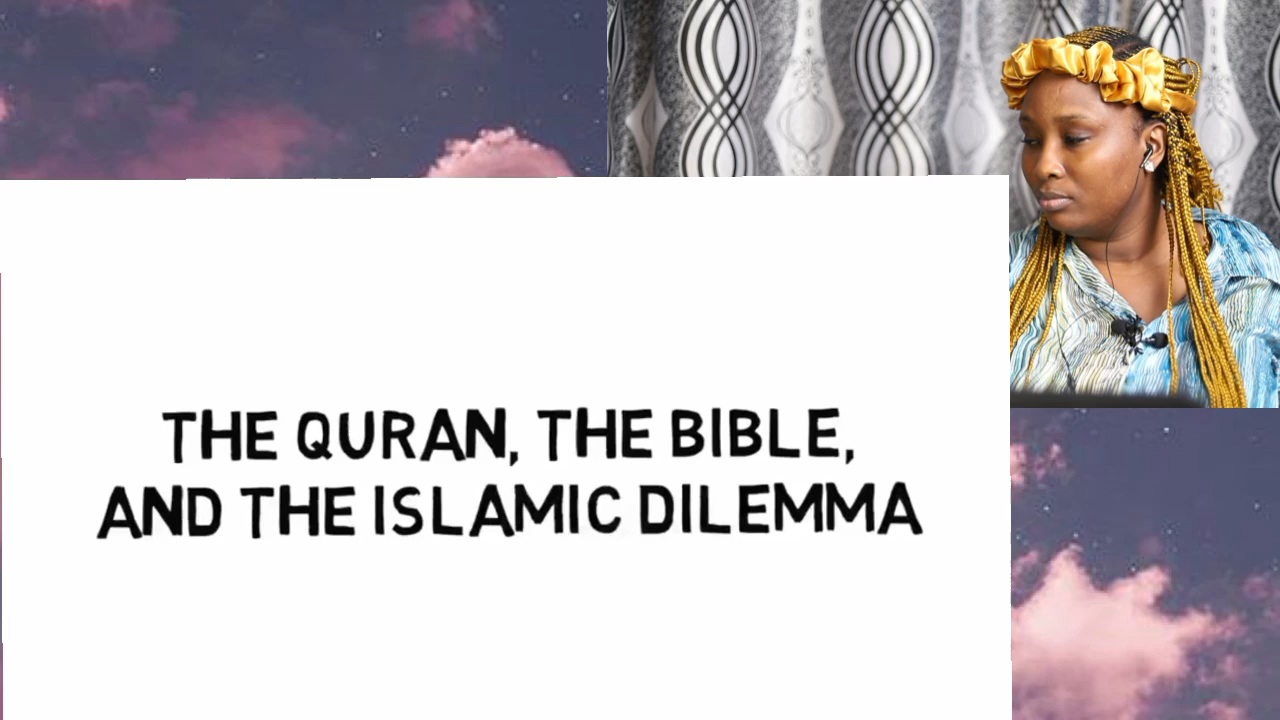 THE QURAN, THE BIBLE,
AND THE ISLAMIC DILEMMA